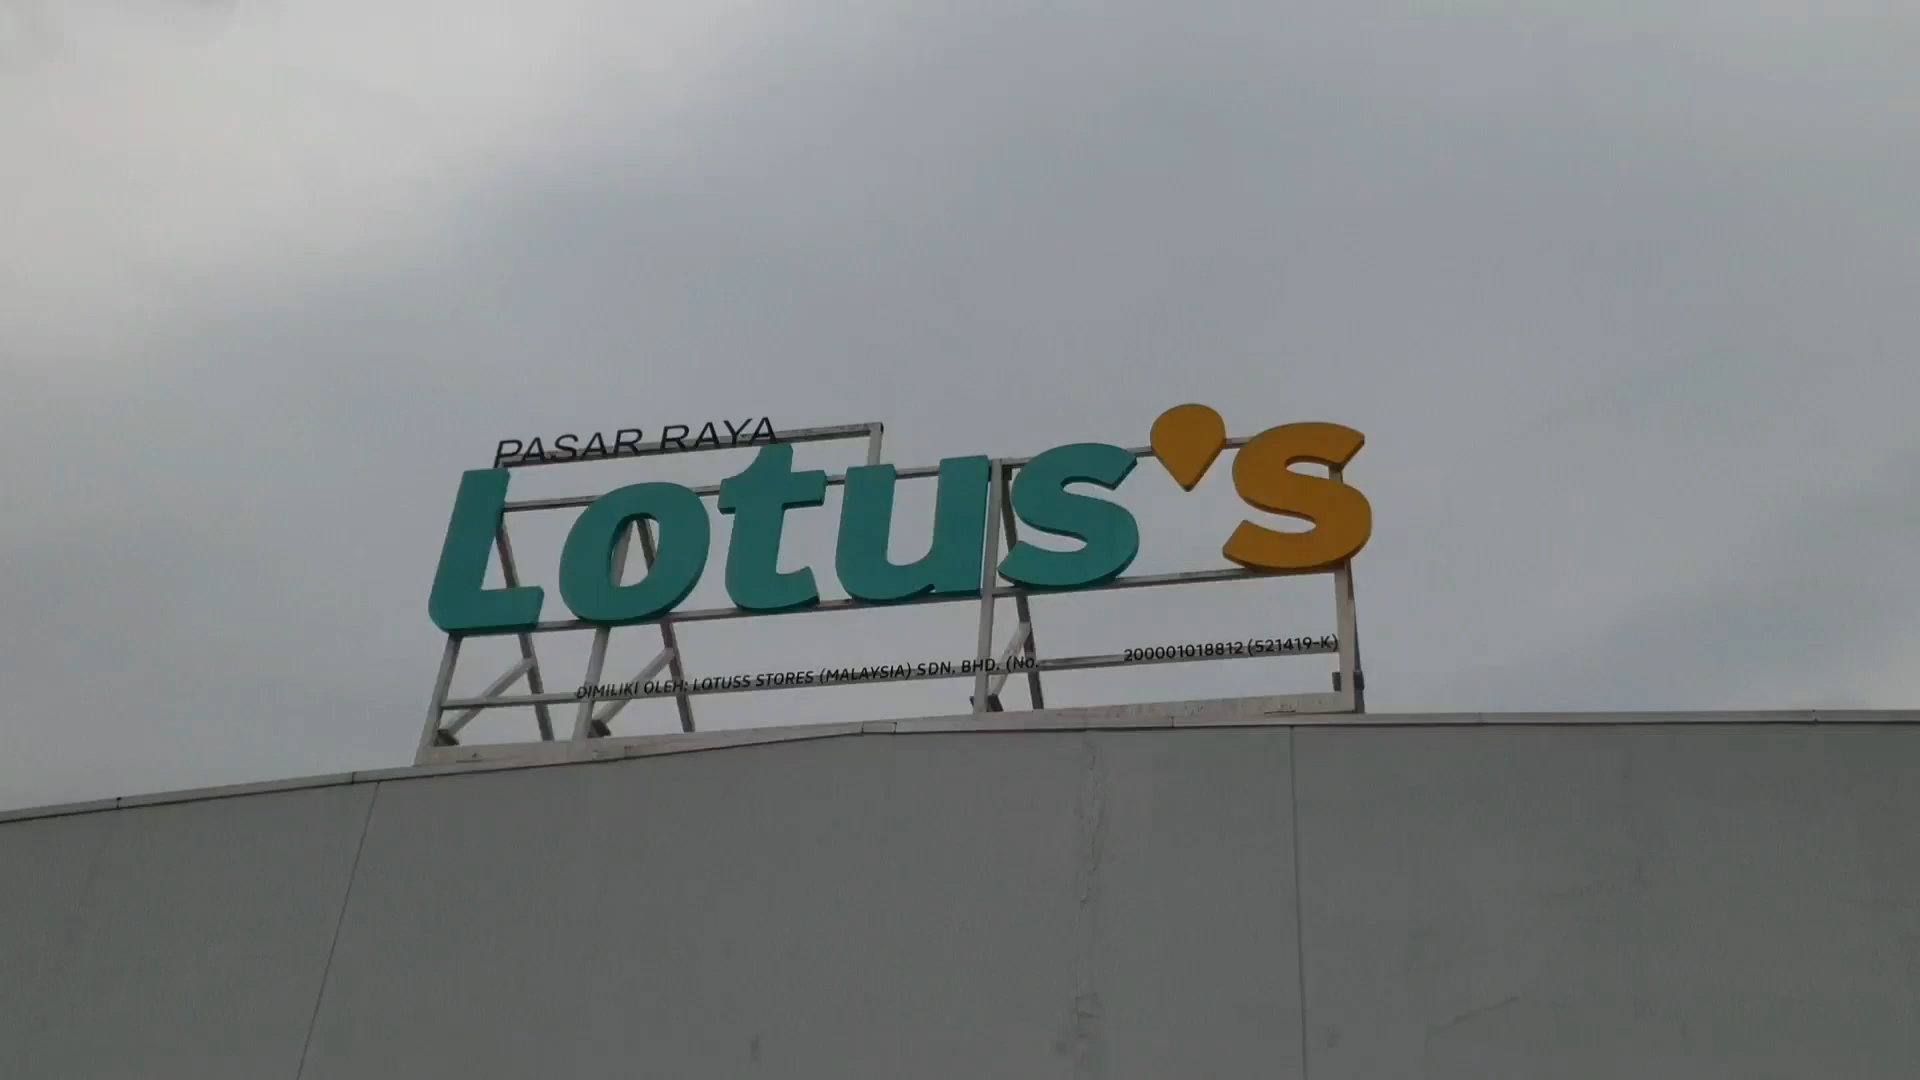 PASAR RAYA
Lotus's
DIMILIKI OLEH: LOTUSS STORES (MALAYSIA) SDN. BHD. (No. 200001018812 (521419-K)